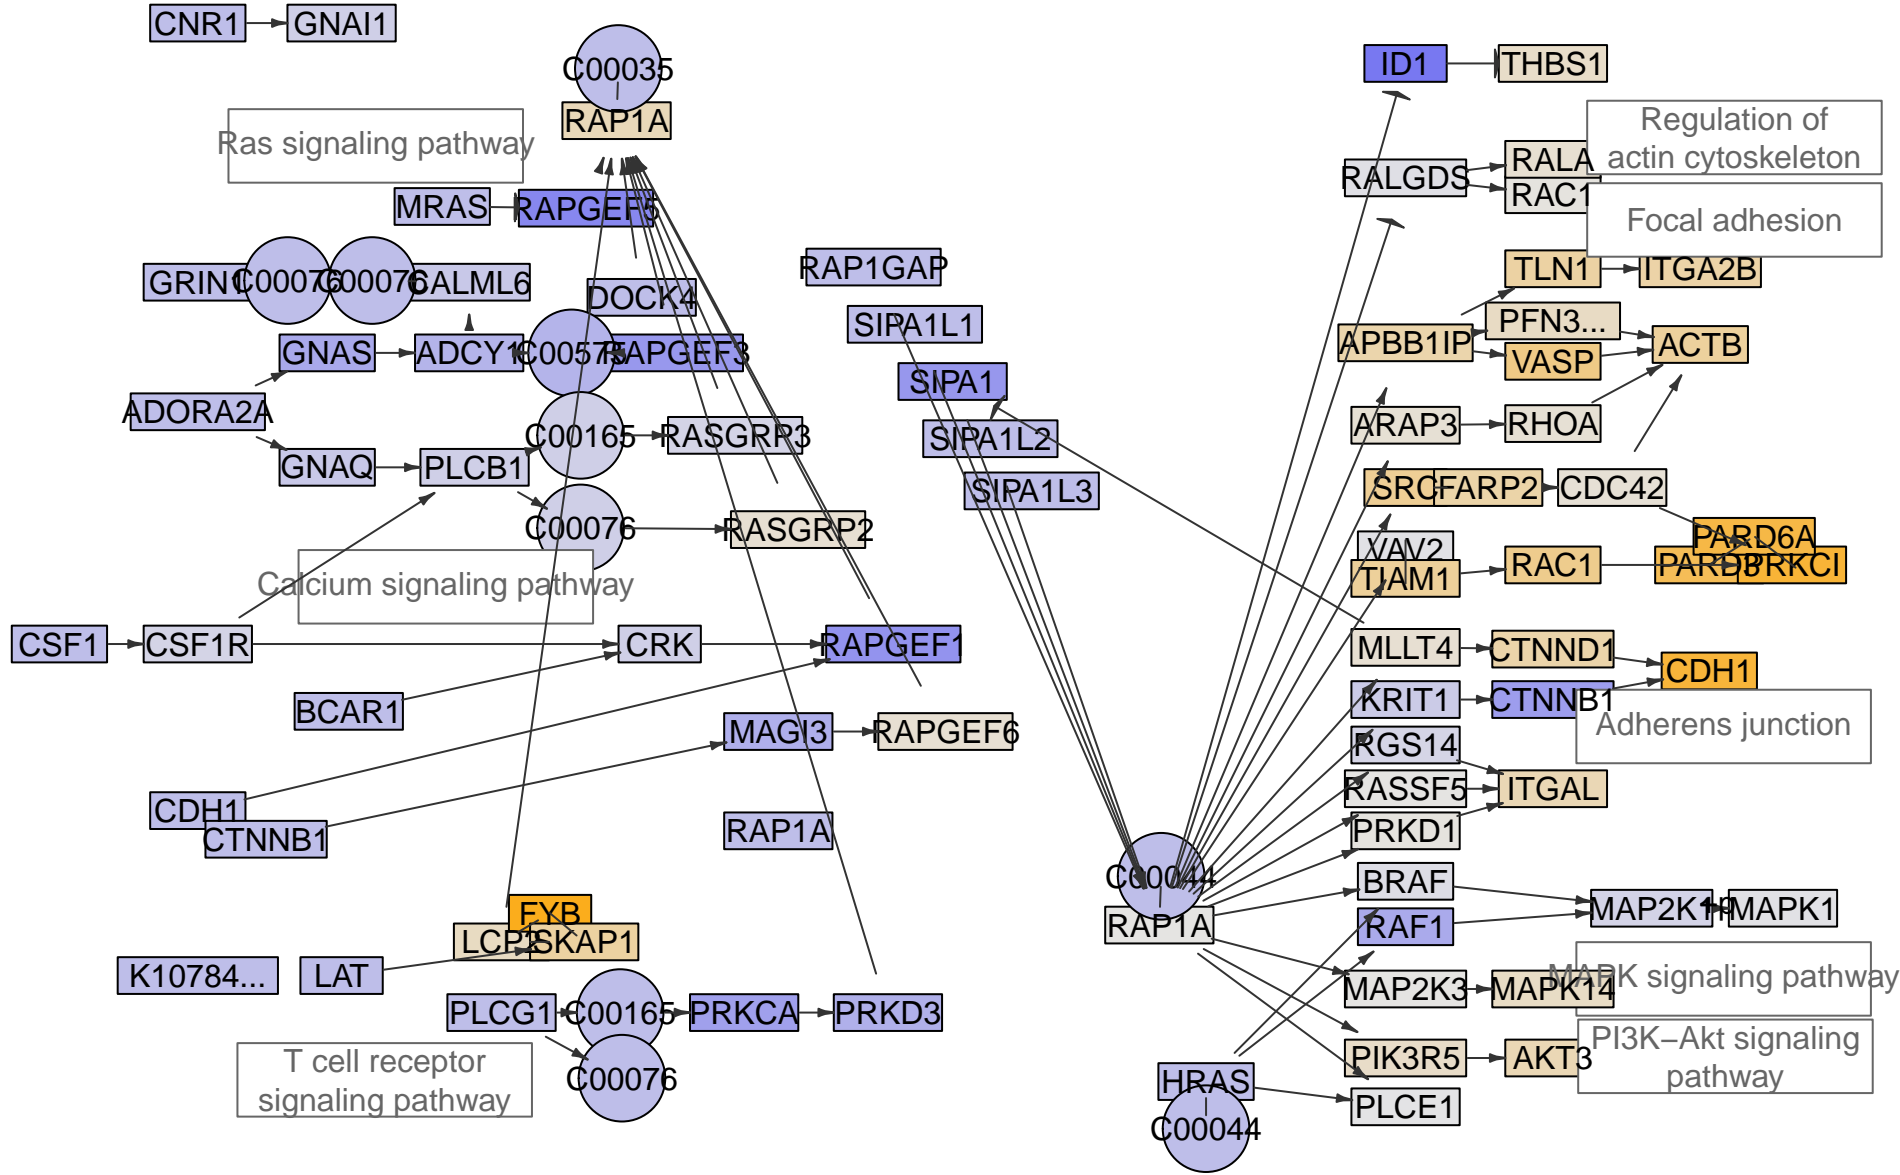 CNR1
GNAI1
C00035
RAP1A
Ras signaling pathway
MRAS
RAPGEF5
GRIN1
C00076
C00076
CALML6
DOCK4
GNAS
ADCY1
C00575
RAPGEF3
ADORA2A
C00165
RASGRP3
GNAQ
PLCB1
C00076
RASGRP2
Calcium signaling pathway
CSF1
CSF1R
CRK
RAPGEF1
BCAR1
MAGI3
RAPGEF6
CDH1
CTNNB1
RAP1A
FYB
LCP2
SKAP1
K10784...
LAT
PLCG1
C00165
PRKCA
PRKD3
C00076
T cell receptor
signaling pathway
RAP1GAP
SIPA1L1
SIPA1
SIPA1L2
SIPA1L3
C00044
RAP1A
HRAS
C00044
ID1
THBS1
Regulation of
actin cytoskeleton
RALGDS
RALA
RAC1
Focal adhesion
TLN1
ITGA2B
APBB1IP
PFN3...
VASP
ACTB
ARAP3
RHOA
SRC
FARP2
CDC42
VAV2
TIAM1
RAC1
PARD6A
PARD3
PRKCI
MLLT4
CTNND1
CDH1
KRIT1
CTNNB1
Adherens junction
RGS14
RASSF5
ITGAL
PRKD1
BRAF
RAF1
MAP2K1
MAPK1
MAP2K3
MAPK14
MAPK signaling pathway
PIK3R5
AKT3
PI3K−Akt signaling
pathway
PLCE1